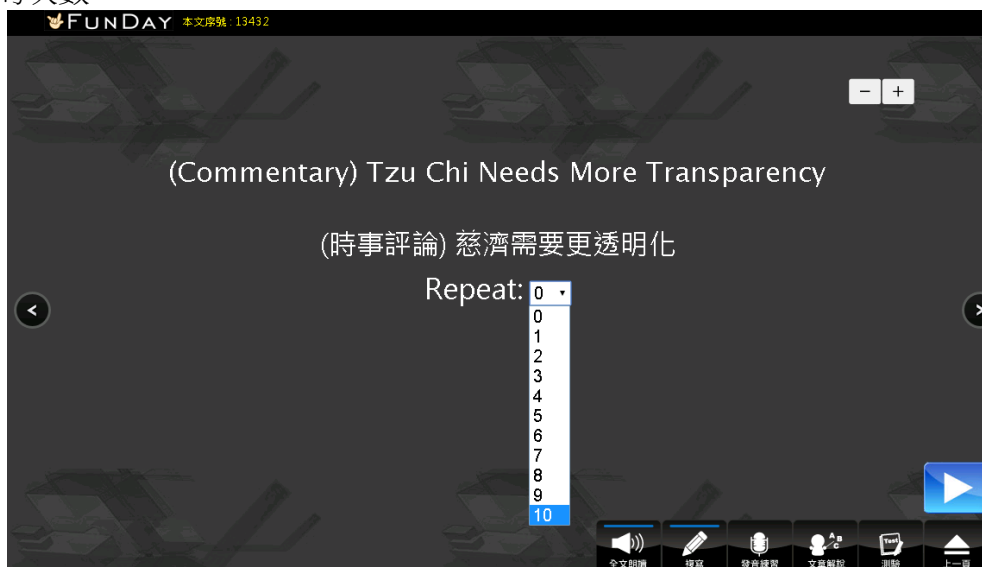 FUNDAY 本文序號 : 13432
− +
(Commentary) Tzu Chi Needs More Transparency
(時事評論) 慈濟需要更透明化
Repeat: 0
0
1
2
3
4
5
6
7
8
9
10
Test
全文朗讀 複寫 發音練習 文章解說 測驗 上一頁